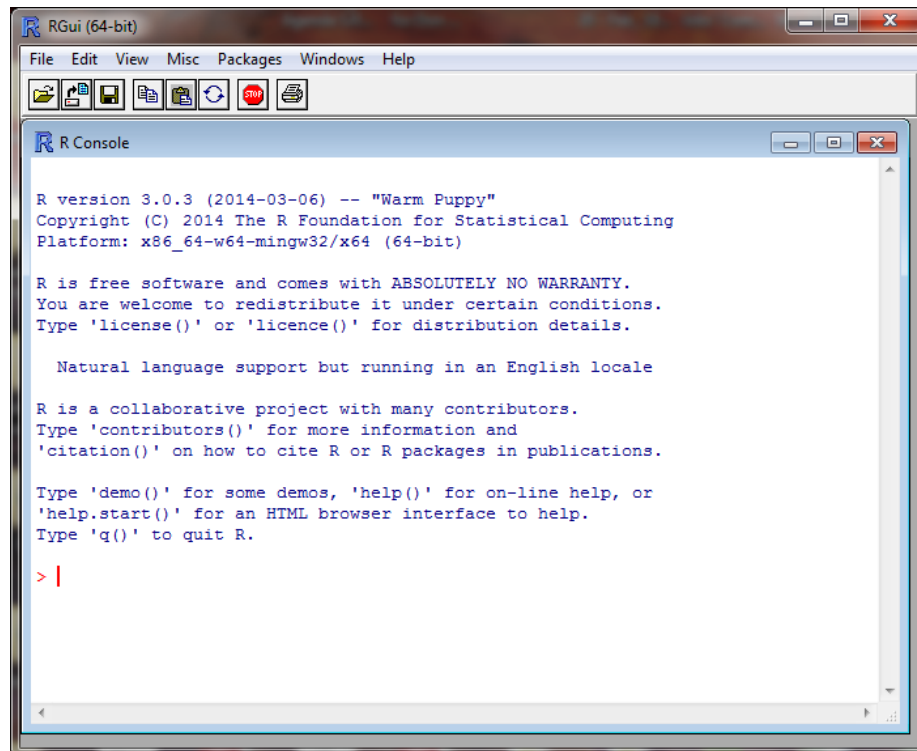 RGui (64-bit)
File Edit View Misc Packages Windows Help
STOP
R Console
R version 3.0.3 (2014-03-06) -- "Warm Puppy"
Copyright (C) 2014 The R Foundation for Statistical Computing
Platform: x86_64-w64-mingw32/x64 (64-bit)
R is free software and comes with ABSOLUTELY NO WARRANTY.
You are welcome to redistribute it under certain conditions.
Type 'license()' or 'licence()' for distribution details.
Natural language support but running in an English locale
R is a collaborative project with many contributors.
Type 'contributors()' for more information and
'citation()' on how to cite R or R packages in publications.
Type 'demo()' for some demos, 'help()' for on-line help, or
'help.start()' for an HTML browser interface to help.
Type 'q()' to quit R.
>